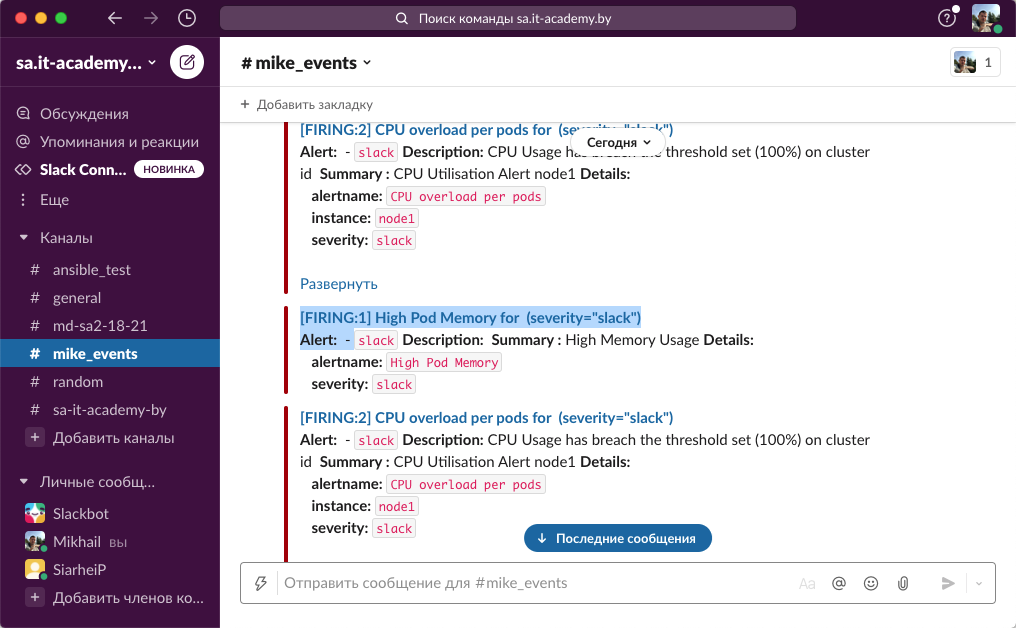 Поиск команды sa.it-academy.by
sa.it-academy...
# mike_events
1
Обсуждения
Упоминания и реакции
Slack Conn... НОВИНКА
Еще
Каналы
# ansible_test
# general
# md-sa2-18-21
# mike_events
# random
# sa-it-academy-by
+ Добавить каналы
Личные сообщ...
Slackbot
Mikhail вы
SiarheiP
+ Добавить членов ко...
+ Добавить закладку
Сегодня
[FIRING:2] CPU overload per pods for (severity="slack")
Alert: - slack Description: CPU Usage has breach the threshold set (100%) on cluster
id Summary : CPU Utilisation Alert node1 Details:
alertname: CPU overload per pods
instance: node1
severity: slack
Развернуть
[FIRING:1] High Pod Memory for (severity="slack")
Alert: - slack Description: Summary : High Memory Usage Details:
alertname: High Pod Memory
severity: slack
[FIRING:2] CPU overload per pods for (severity="slack")
Alert: - slack Description: CPU Usage has breach the threshold set (100%) on cluster
id Summary : CPU Utilisation Alert node1 Details:
alertname: CPU overload per pods
instance: node1
severity: slack
Последние сообщения
Отправить сообщение для #mike_events
Aa